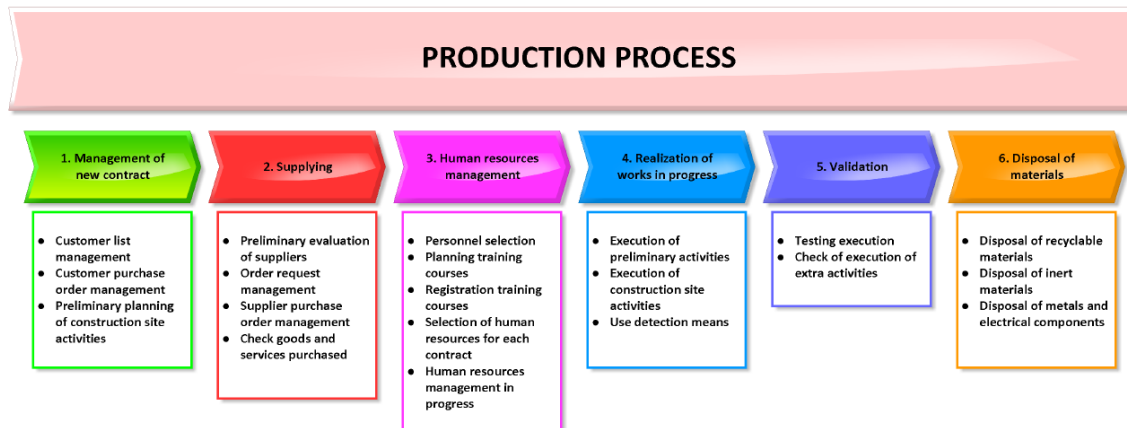 PRODUCTION PROCESS
1. Management of
new contract
● Customer list
management
● Customer purchase
order management
● Preliminary planning
of construction site
activities
2. Supplying
● Preliminary evaluation
of suppliers
● Order request
management
● Supplier purchase
order management
● Check goods and
services purchased
3. Human resources
management
● Personnel selection
● Planning training
courses
● Registration training
courses
● Selection of human
resources for each
contract
● Human resources
management in
progress
4. Realization of
works in progress
● Execution of
preliminary activities
● Execution of
construction site
activities
● Use detection means
5. Validation
● Testing execution
● Check of execution of
extra activities
6. Disposal of
materials
● Disposal of recyclable
materials
● Disposal of inert
materials
● Disposal of metals and
electrical components